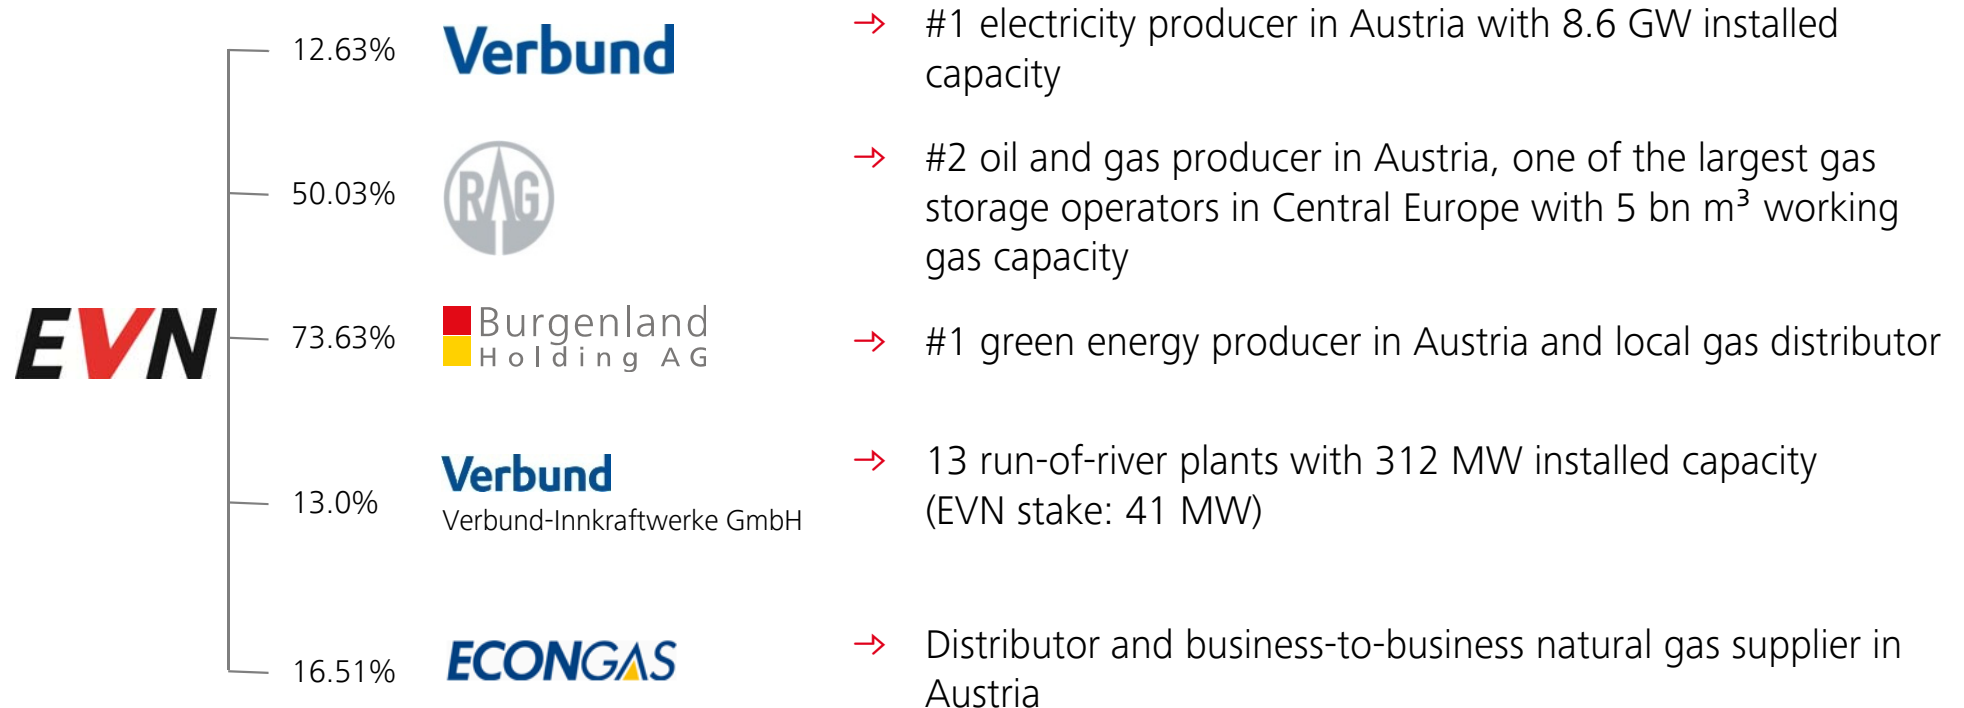 12.63%
Verbund
→ #1 electricity producer in Austria with 8.6 GW installed
capacity
50.03%
RAG
→ #2 oil and gas producer in Austria, one of the largest gas
storage operators in Central Europe with 5 bn m³ working
gas capacity
EVN
73.63%
Burgenland
Holding AG
→ #1 green energy producer in Austria and local gas distributor
13.0%
Verbund
Verbund-Innkraftwerke GmbH
→ 13 run-of-river plants with 312 MW installed capacity
(EVN stake: 41 MW)
16.51%
ECONGAS
→ Distributor and business-to-business natural gas supplier in
Austria